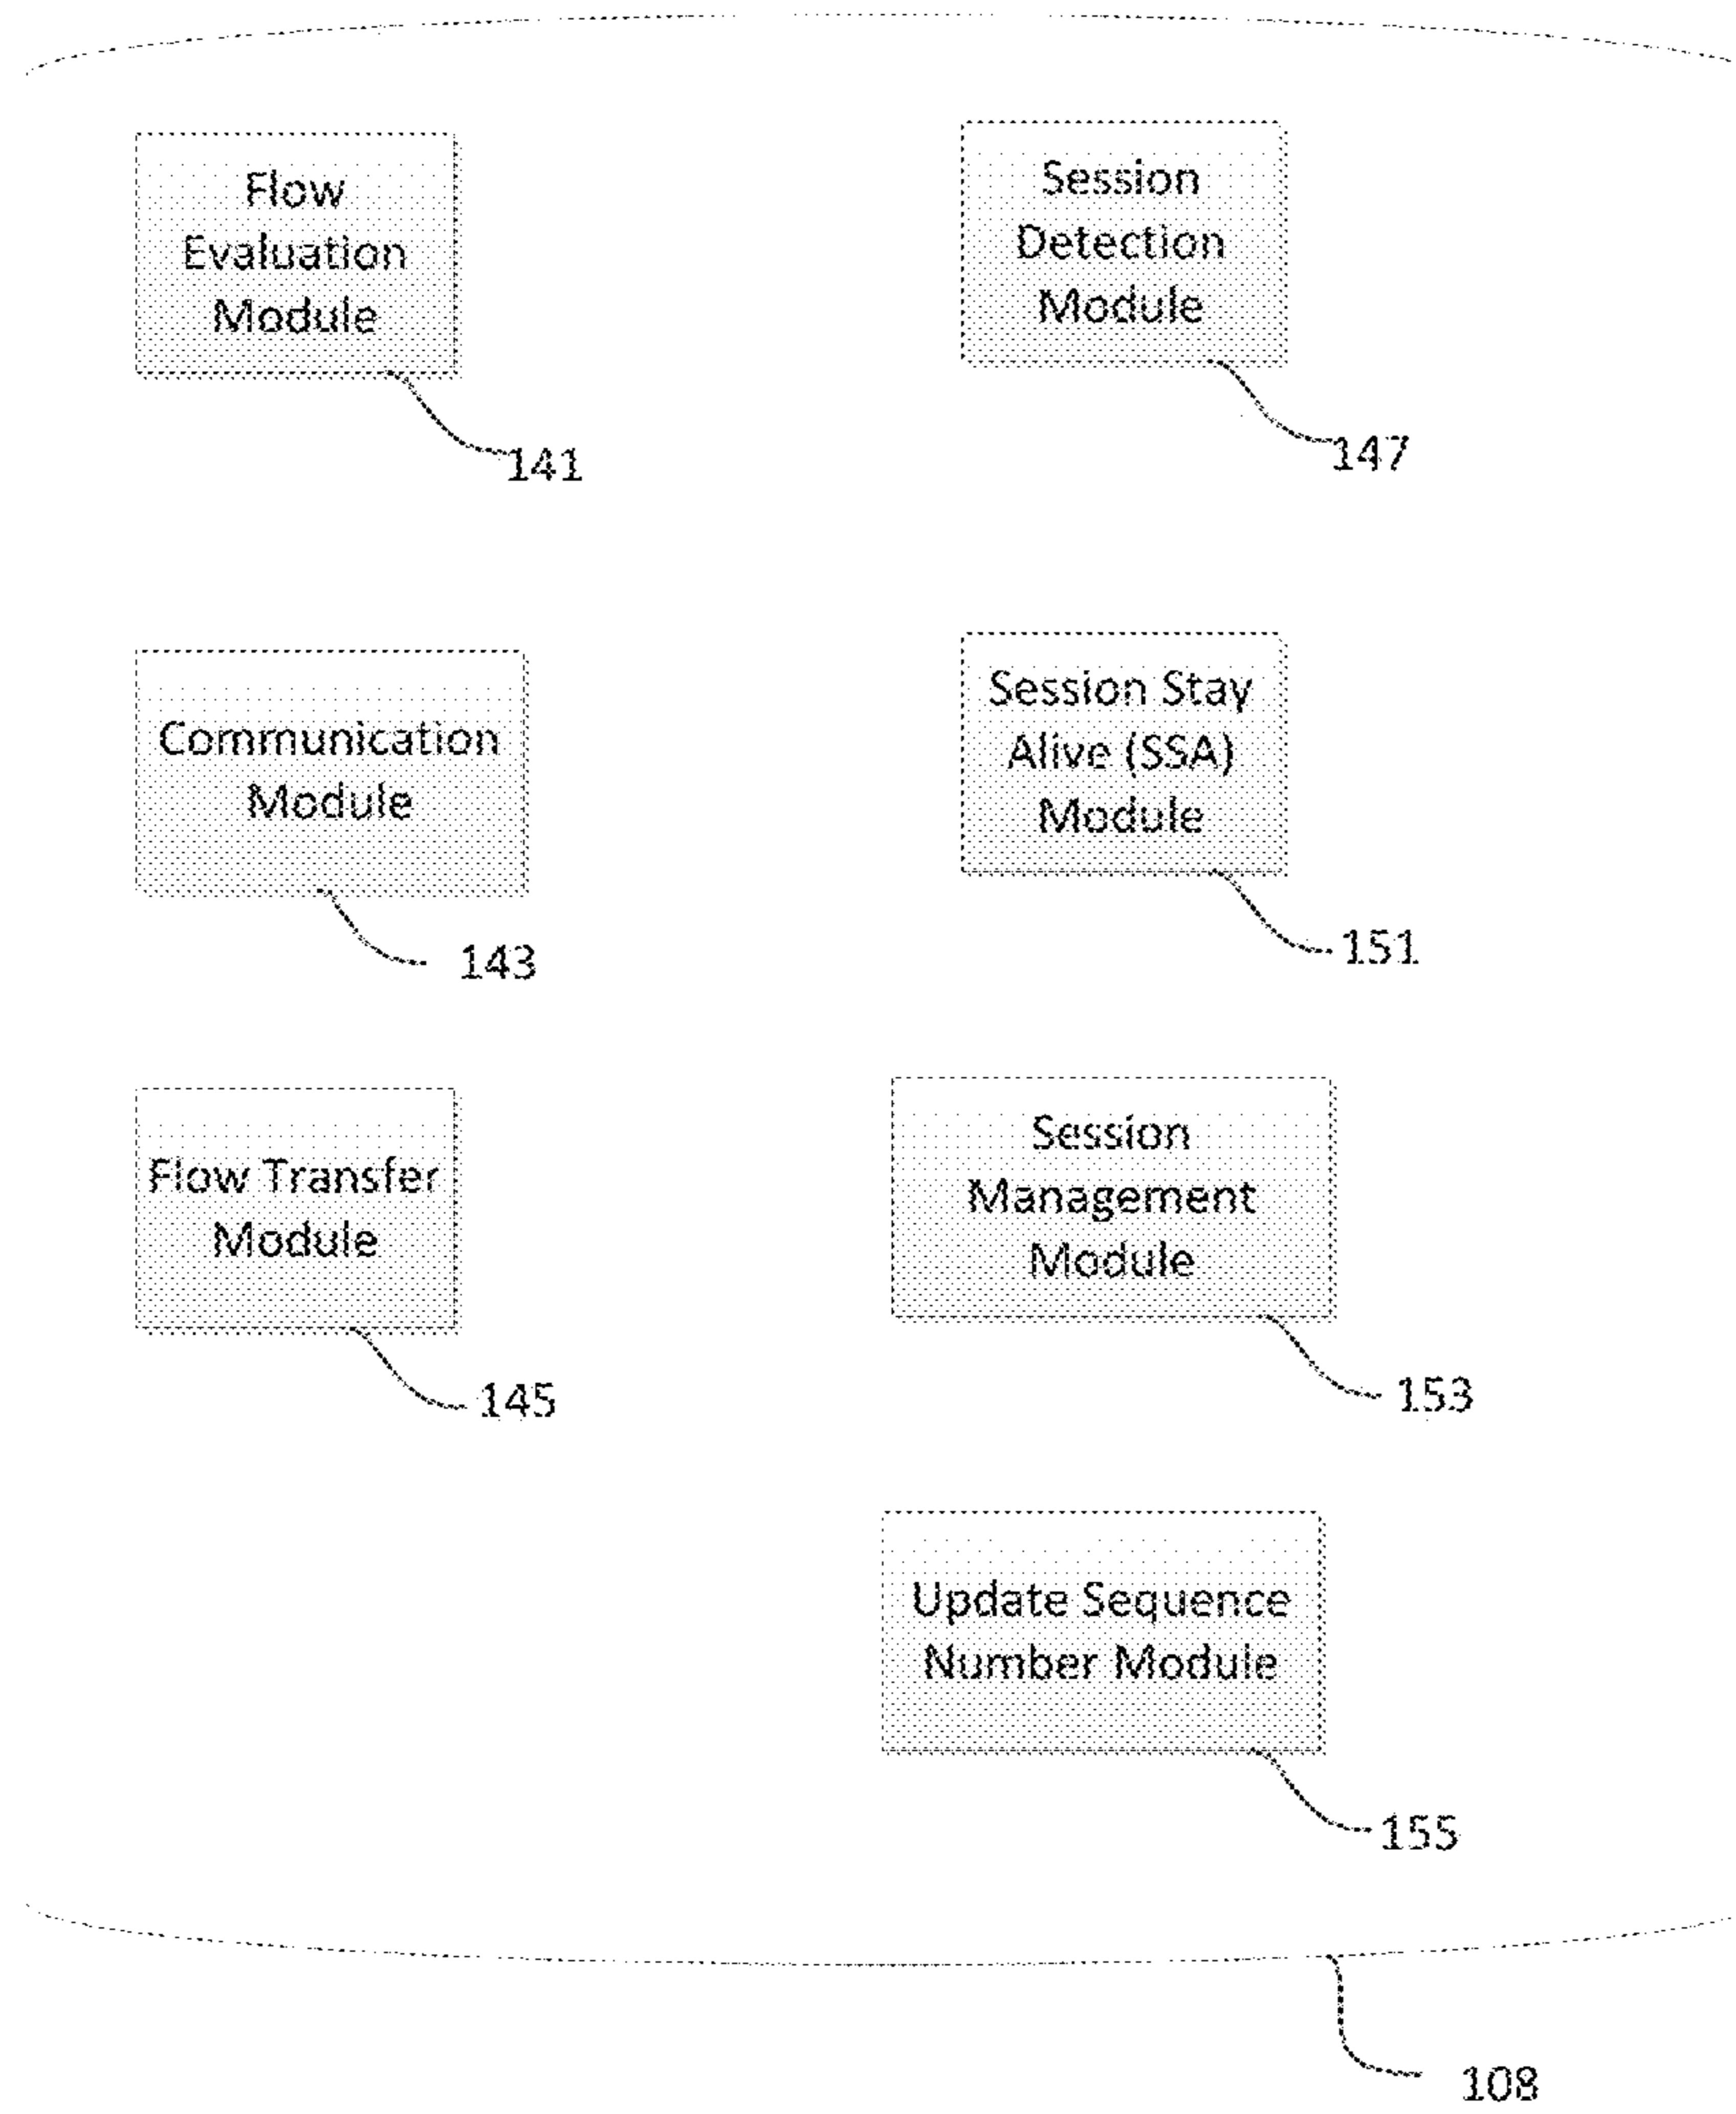 Flow
Evaluation
Module
141
Session
Detection
Module
147
Communication
Module
143
Session Stay
Alive (SSA)
Module
151
Flow Transfer
Module
145
Session
Management
Module
153
Update Sequence
Number Module
155
108